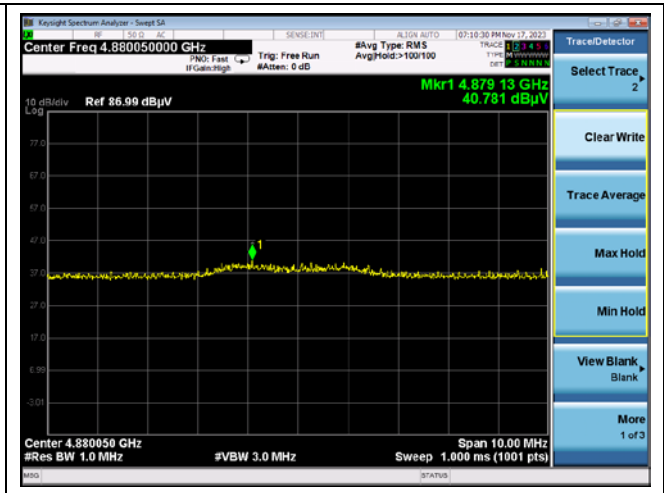 Keysight Spectrum Analyzer - Swept SA
RF 50 Ω AC SENSE:INT ALIGN AUTO 07:10:30 PM Nov 17, 2023
Center Freq 4.880050000 GHz
PNO: Fast
IFGain:High
Trig: Free Run
#Atten: 0 dB
#Avg Type: RMS
Avg|Hold:>100/100
TRACE 1 2 3 4 5 6
TYPE M
DET P S N N N N
Mkr1 4.879 13 GHz
40.781 dBµV
10 dB/div Ref 86.99 dBµV
Log
77.0
67.0
57.0
47.0
1
37.0
27.0
17.0
6.99
-3.01
Center 4.880050 GHz
Span 10.00 MHz
#Res BW 1.0 MHz
#VBW 3.0 MHz
Sweep 1.000 ms (1001 pts)
MSG
STATUS
Trace/Detector
Select Trace
2
Clear Write
Trace Average
Max Hold
Min Hold
View Blank
Blank
More
1 of 3